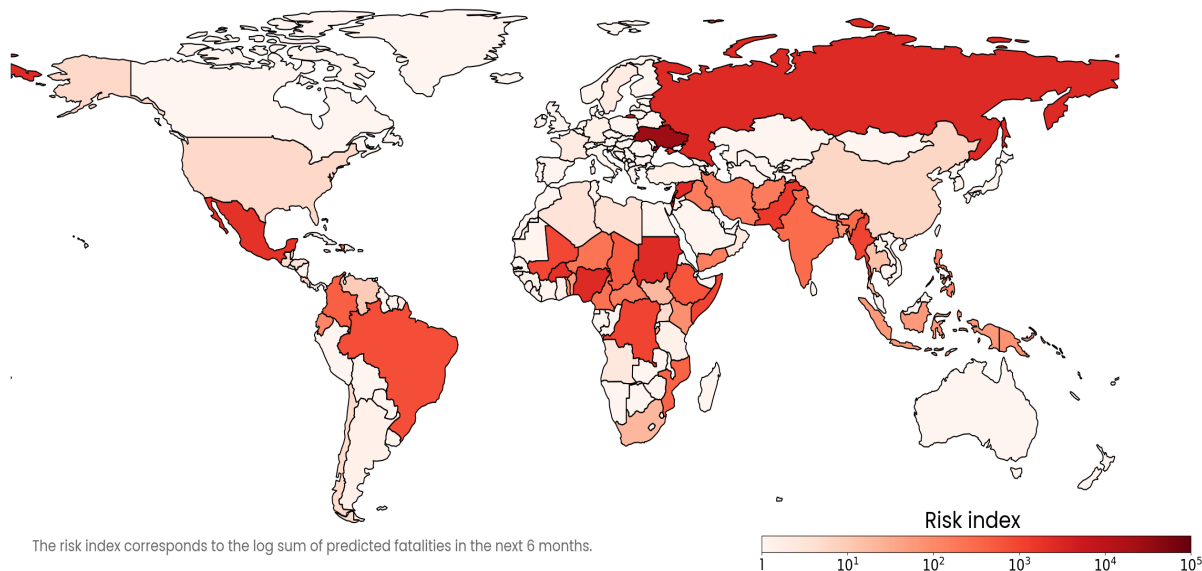 Risk index
The risk index corresponds to the log sum of predicted fatalities in the next 6 months.
1 10¹ 10² 10³ 10⁴ 10⁵